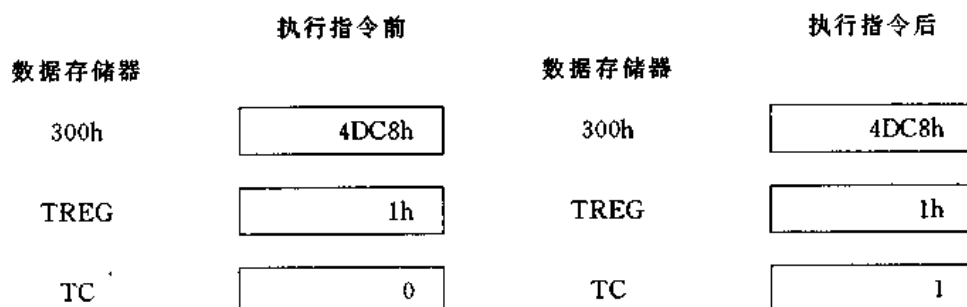 执行指令前 执行指令后
数据存储器 数据存储器
300h 4DC8h 300h 4DC8h
TREG 1h TREG 1h
TC 0 TC 1